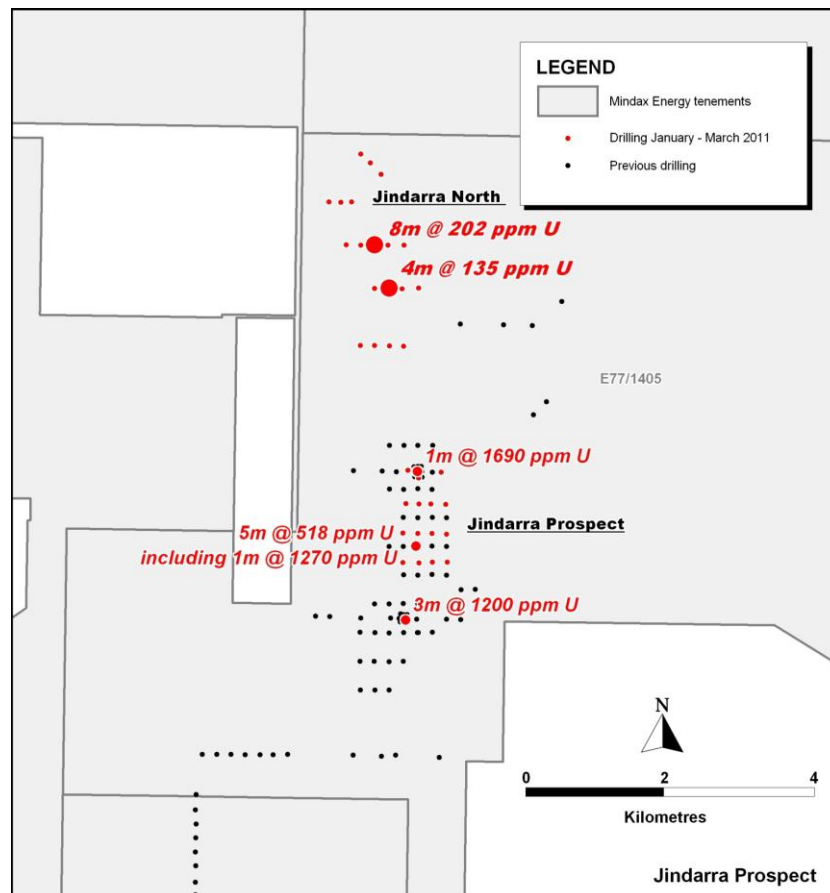 LEGEND
Mindax Energy tenements
Drilling January - March 2011
Previous drilling
Jindarra North
8m @ 202 ppm U
4m @ 135 ppm U
E77/1405
1m @ 1690 ppm U
Jindarra Prospect
5m @ 518 ppm U
including 1m @ 1270 ppm U
3m @ 1200 ppm U
N
0 2 4
Kilometres
Jindarra Prospect